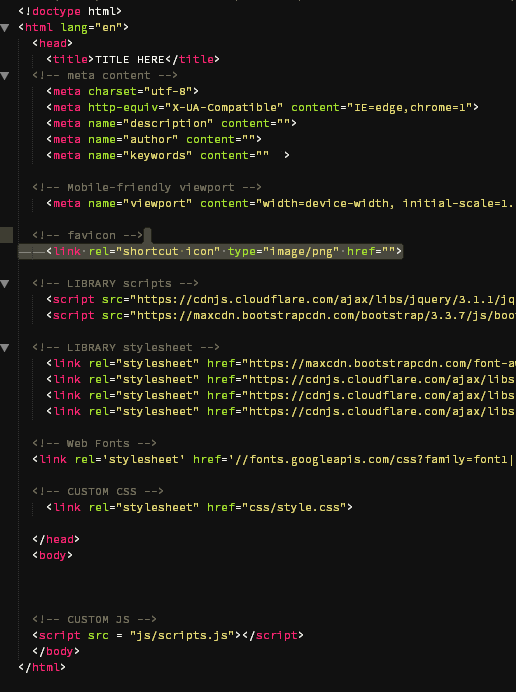 <!doctype html>
<html lang="en">
<head>
<title>TITLE HERE</title>
<!-- meta content -->
<meta charset="utf-8">
<meta http-equiv="X-UA-Compatible" content="IE=edge,chrome=1">
<meta name="description" content="">
<meta name="author" content="">
<meta name="keywords" content=""  >
<!-- Mobile-friendly viewport -->
<meta name="viewport" content="width=device-width, initial-scale=1.
<!-- favicon -->
<link rel="shortcut icon" type="image/png" href="">
<!-- LIBRARY scripts -->
<script src="https://cdnjs.cloudflare.com/ajax/libs/jquery/3.1.1/jq
<script src="https://maxcdn.bootstrapcdn.com/bootstrap/3.3.7/js/boo
<!-- LIBRARY stylesheet -->
<link rel="stylesheet" href="https://maxcdn.bootstrapcdn.com/font-a
<link rel="stylesheet" href="https://cdnjs.cloudflare.com/ajax/libs
<link rel="stylesheet" href="https://cdnjs.cloudflare.com/ajax/libs
<link rel="stylesheet" href="https://cdnjs.cloudflare.com/ajax/libs
<!-- Web Fonts -->
<link rel='stylesheet' href='//fonts.googleapis.com/css?family=font1|
<!-- CUSTOM CSS -->
<link rel="stylesheet" href="css/style.css">
</head>
<body>
<!-- CUSTOM JS -->
<script src = "js/scripts.js"></script>
</body>
</html>